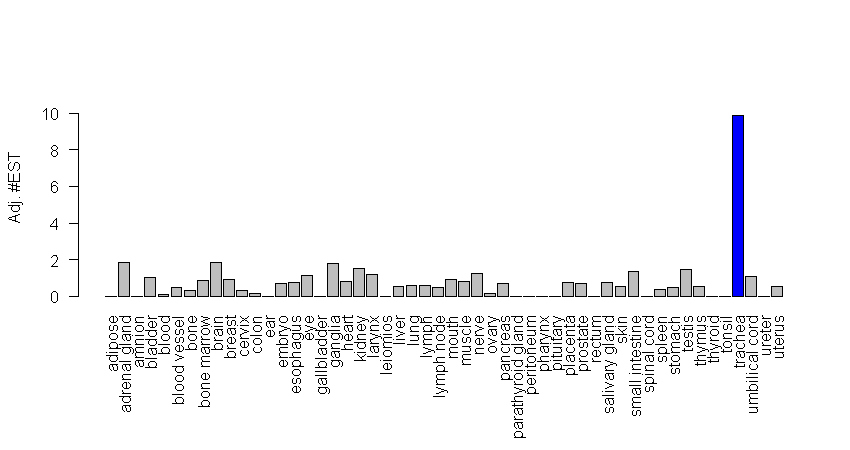 Adj. #EST
10
8
6
4
2
0
adipose
adrenal gland
amnion
bladder
blood
blood vessel
bone
bone marrow
brain
breast
cervix
colon
ear
embryo
esophagus
eye
gallbladder
ganglia
heart
kidney
larynx
leiomios
liver
lung
lymph
lymph node
mouth
muscle
nerve
ovary
pancreas
parathyroid gland
peritoneum
pharynx
pituitary
placenta
prostate
rectum
salivary gland
skin
small intestine
spinal cord
spleen
stomach
testis
thymus
thyroid
tonsil
trachea
umbilical cord
ureter
uterus